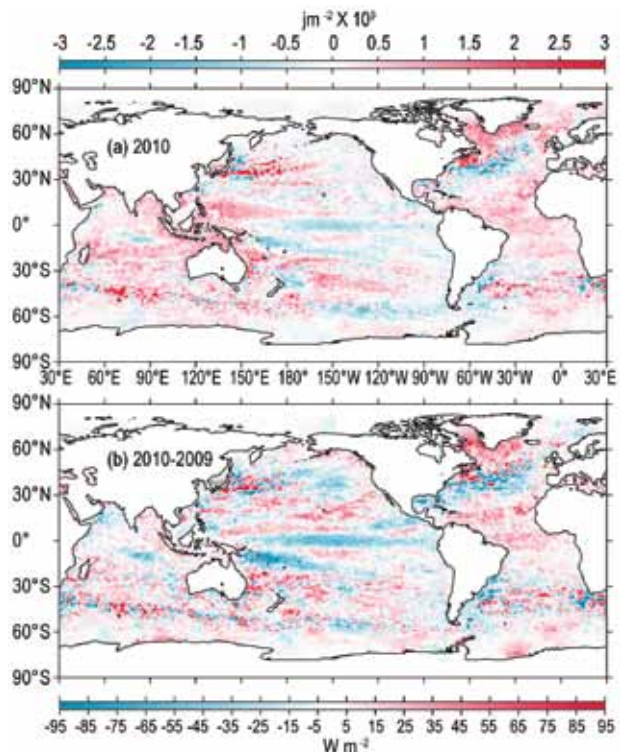 jm⁻² X 10⁹
-3 -2.5 -2 -1.5 -1 -0.5 0 0.5 1 1.5 2 2.5 3
90°N
60°N
(a) 2010
30°N
0°
30°S
60°S
90°S
30°E 60°E 90°E 120°E 150°E 180° 150°W 120°W 90°W 60°W 30°W 0° 30°E
60°N
(b) 2010-2009
30°N
0°
30°S
60°S
90°S
-95 -85 -75 -65 -55 -45 -35 -25 -15 -5 5 15 25 35 45 55 65 75 85 95
W m⁻²